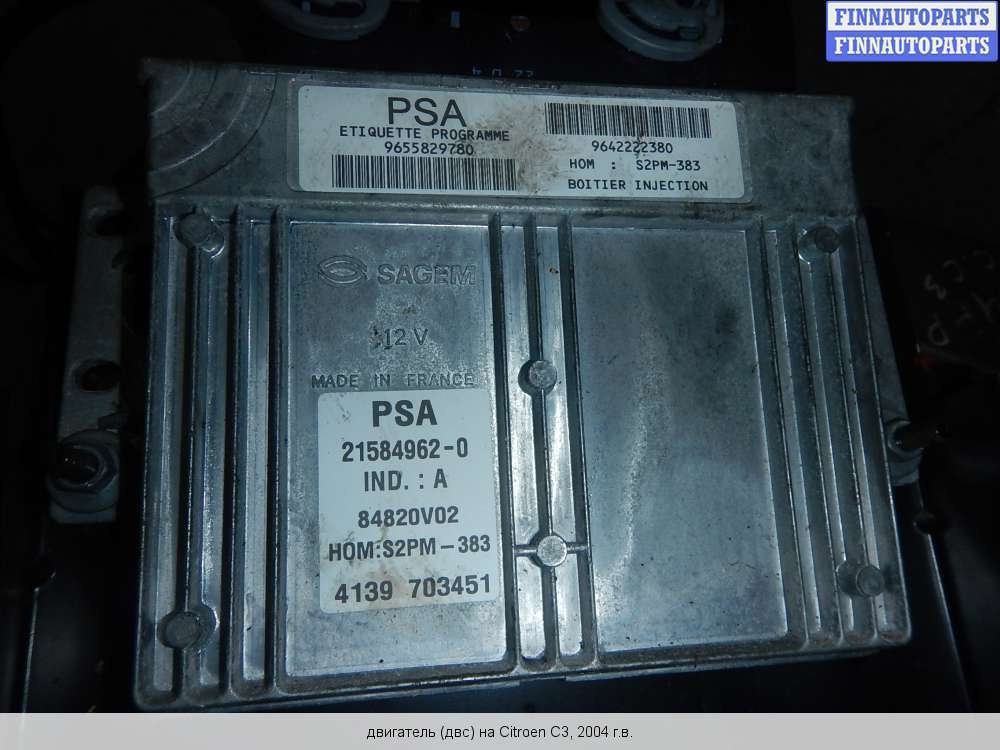 FINNAUTOPARTS
FINNAUTOPARTS
PSA
ETIQUETTE PROGRAMME
9655829780
9642222380
HOM : S2PM-383
BOITIER INJECTION
SAGEM
12 V
MADE IN FRANCE
PSA
21584962-0
IND. : A
84820V02
HOM:S2PM-383
4139 703451
двигатель (двс) на Citroen C3, 2004 г.в.